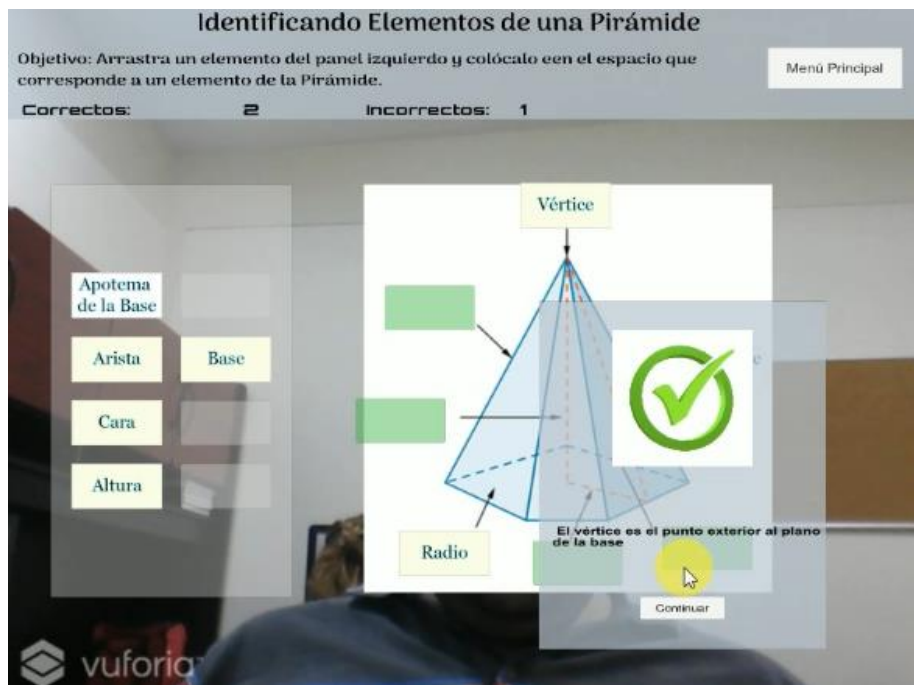 Identificando Elementos de una Pirámide
Objetivo: Arrastra un elemento del panel izquierdo y colócalo een el espacio que
corresponde a un elemento de la Pirámide.
Menú Principal
Correctos: 2 Incorrectos: 1
Vértice
Apotema
de la Base
Arista Base
Cara
Altura
Radio
El vértice es el punto exterior al plano
de la base
Continuar
vuforia